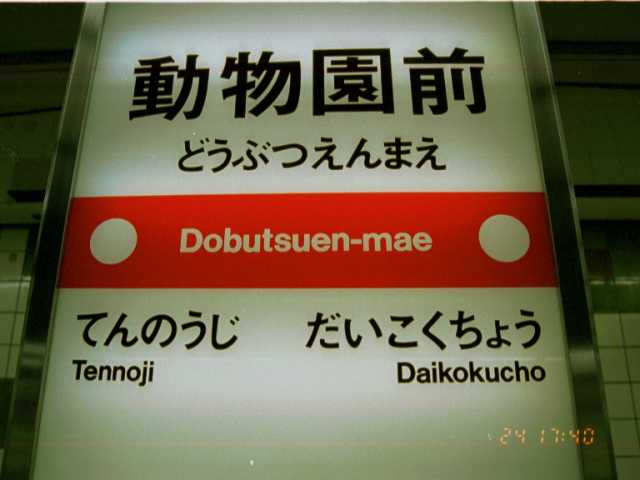 動物園前
どうぶつえんまえ
Dobutsuen-mae
てんのうじ だいこくちょう
Tennoji Daikokucho
24 17:40